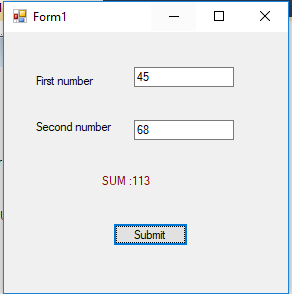 Form1
First number 45
Second number 68
SUM :113
Submit